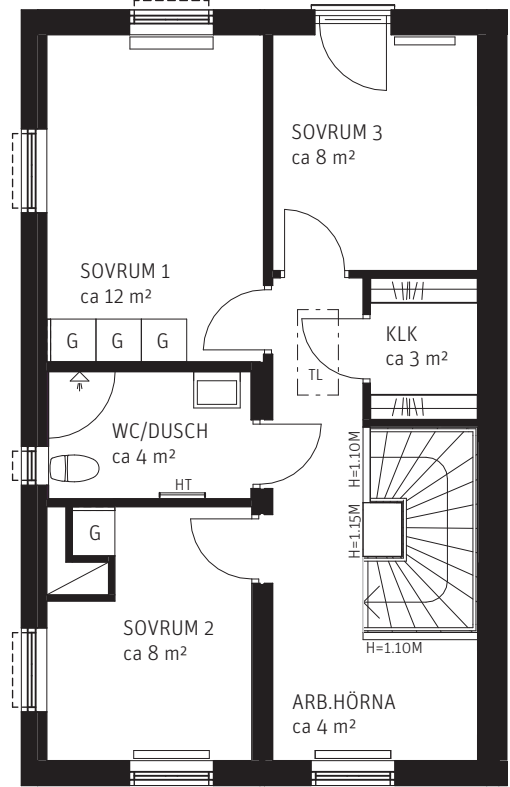 SOVRUM 3
ca 8 m²
SOVRUM 1
ca 12 m²
G G G
KLK
ca 3 m²
TL
WC/DUSCH
ca 4 m²
HT
H=1.10M
H=1.15M
G
SOVRUM 2
ca 8 m²
H=1.10M
ARB.HÖRNA
ca 4 m²